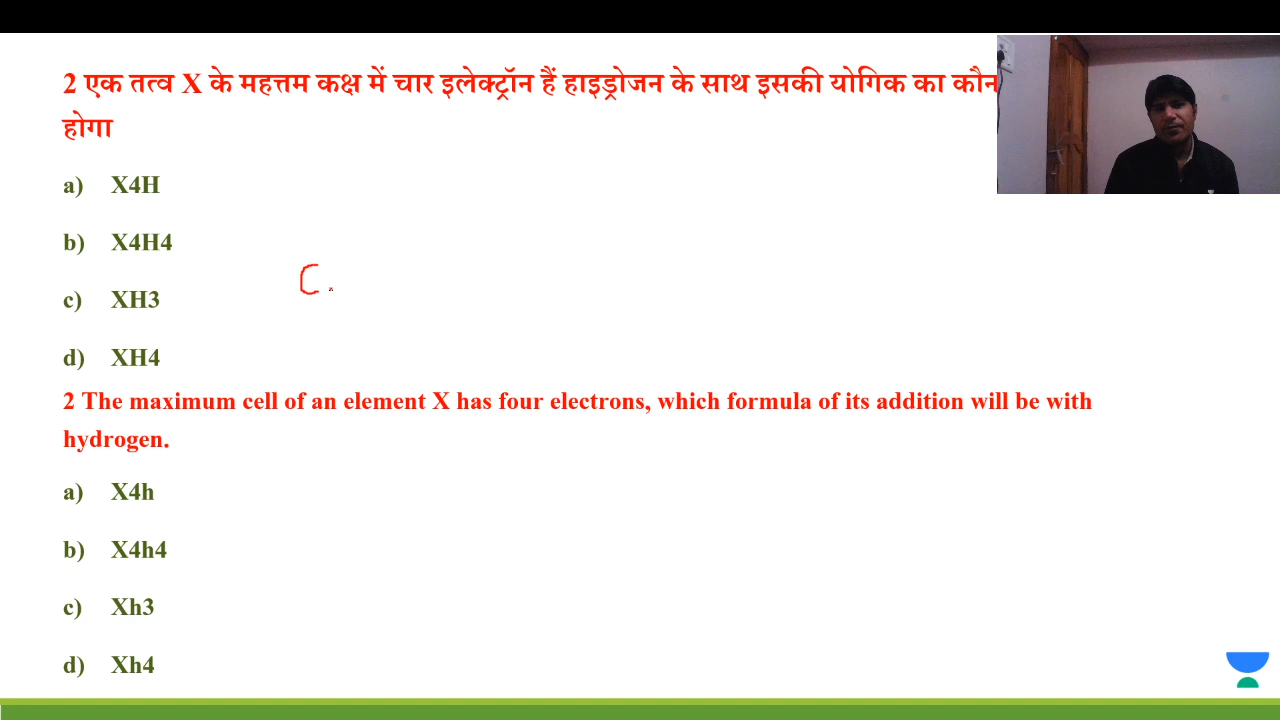 2 एक तत्व X के महत्तम कक्ष में चार इलेक्ट्रॉन हैं हाइड्रोजन के साथ इसकी योगिक का कौन
होगा
a) X4H
b) X4H4
C
c) XH3
d) XH4
2 The maximum cell of an element X has four electrons, which formula of its addition will be with
hydrogen.
a) X4h
b) X4h4
c) Xh3
d) Xh4